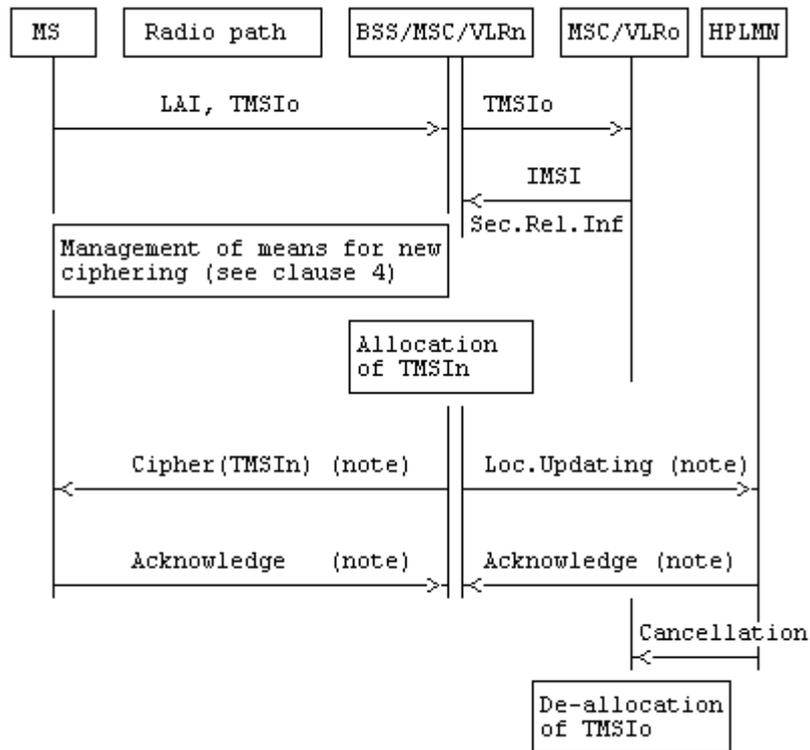 MS
Radio path
BSS/MSC/VLRn
MSC/VLRo
HPLMN
LAI, TMSIo
TMSIo
IMSI
Sec.Rel.Inf
Management of means for new
ciphering (see clause 4)
Allocation
of TMSIn
Cipher(TMSIn) (note)
Loc.Updating (note)
Acknowledge (note)
Acknowledge (note)
Cancellation
De-allocation
of TMSIo